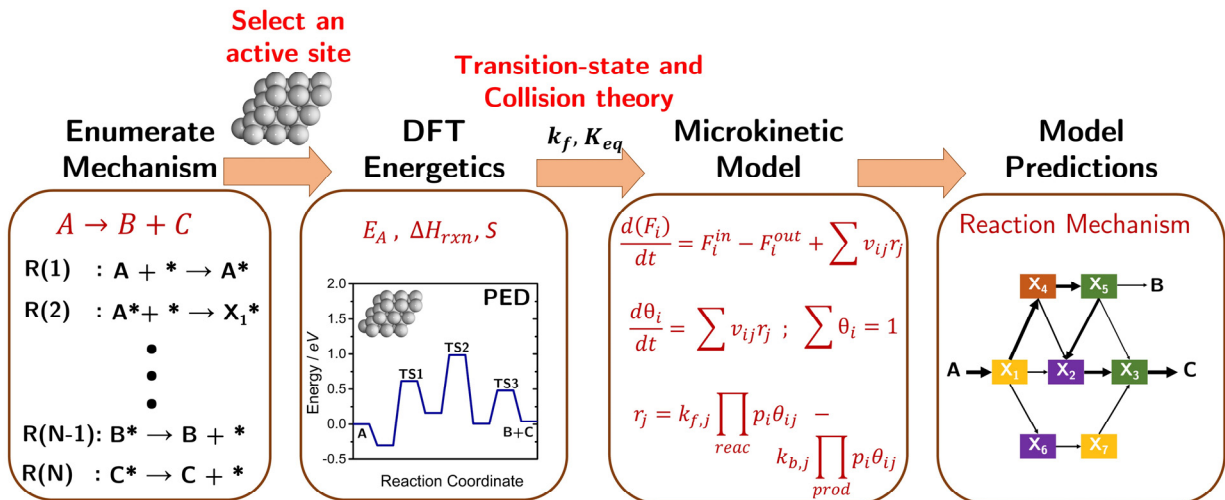 Select an
active site
Transition-state and
Collision theory
k_f, K_eq
Enumerate
Mechanism
DFT
Energetics
Microkinetic
Model
Model
Predictions
A → B + C
R(1) : A + * → A*
R(2) : A*+ * → X₁*
R(N-1): B* → B + *
R(N) : C* → C + *
E_A , ΔH_rxn, S
PED
Energy / eV
2.0
1.5
1.0
0.5
0.0
-0.5
A
TS1
TS2
TS3
B+C
Reaction Coordinate
d(F_i)/dt = F_i^in − F_i^out + ∑ v_ij r_j
dθ_i/dt = ∑ v_ij r_j ; ∑ θ_i = 1
r_j = k_f,j ∏_reac p_i θ_ij −
k_b,j ∏_prod p_i θ_ij
Reaction Mechanism
X₄
X₅
B
A
X₁
X₂
X₃
C
X₆
X₇